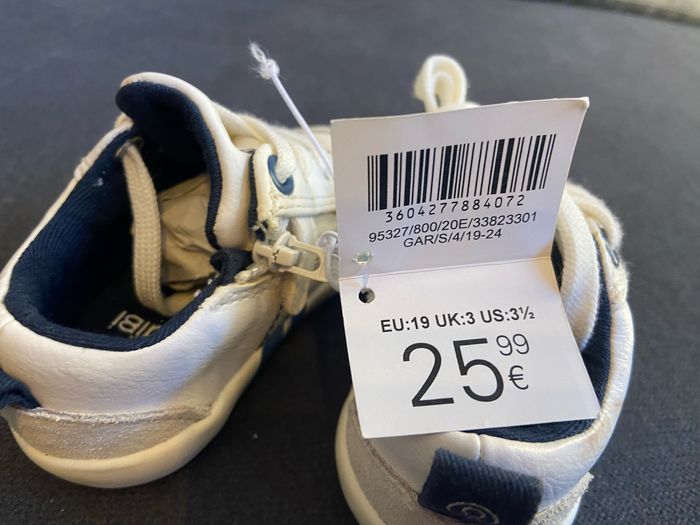 3604277884072
95327/800/20E/33823301
GAR/S/4/19-24
EU:19 UK:3 US:3½
25 99 €